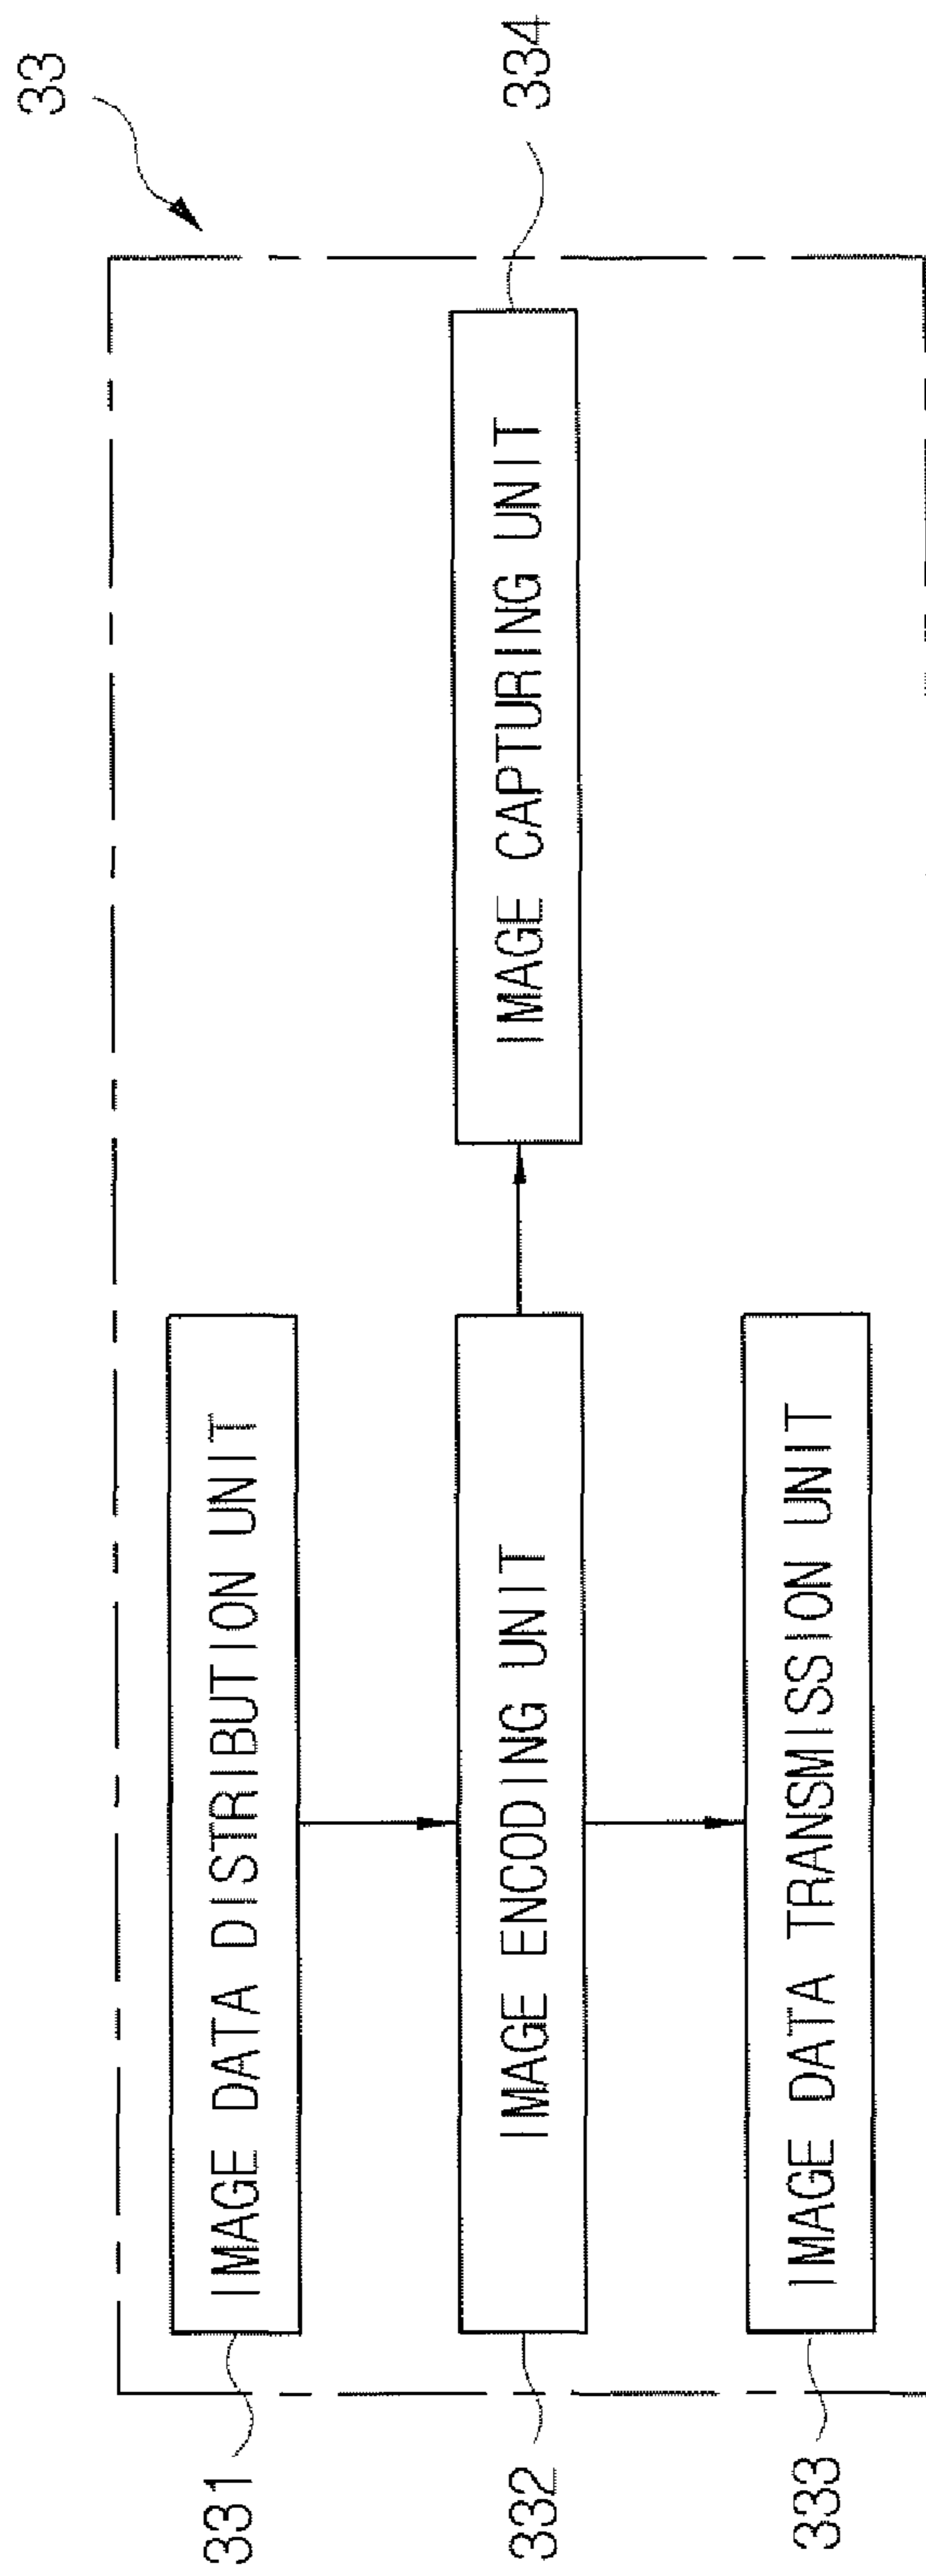 33
331
IMAGE DATA DISTRIBUTION UNIT
332
IMAGE ENCODING UNIT
IMAGE CAPTURING UNIT
334
333
IMAGE DATA TRANSMISSION UNIT